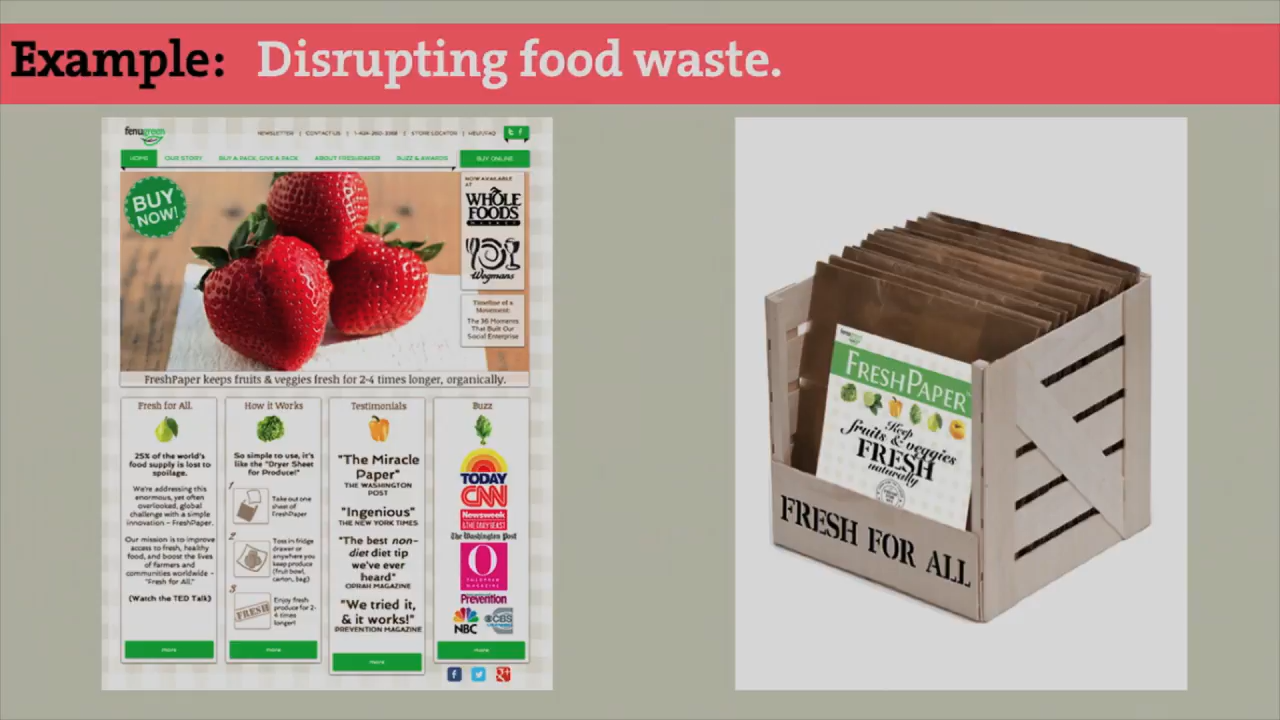 Example: Disrupting food waste.
fenugreen
NEWSLETTER | CONTACT US | | STORE LOCATOR | HELP/FAQ
HOME OUR STORY BUY A PACK, GIVE A PACK ABOUT FRESHPAPER BUZZ & AWARDS BUY ONLINE
BUY
NOW!
NOW AVAILABLE
AT
WHOLE
FOODS
MARKET
Wegmans
Timeline of a
Movement:
The 36 Moments
That Built Our
Social Enterprise
FreshPaper keeps fruits & veggies fresh for 2-4 times longer, organically.
Fresh for All.
25% of the world's
food supply is lost to
spoilage.
We're addressing this
enormous, yet often
overlooked, global
challenge with a simple
innovation – FreshPaper.
Our mission is to improve
access to fresh, healthy
food, and boost the lives
of farmers and
communities worldwide –
"Fresh for All."
(Watch the TED Talk)
more
How it Works
So simple to use, it's
like the "Dryer Sheet
for Produce!"
1
Take out one
sheet of
FreshPaper
2
Toss in fridge
drawer or
anywhere you
keep produce
(fruit bowl,
carton, bag)
3
FRESH
Enjoy fresh
produce for 2-
4 times
longer!
more
Testimonials
"The Miracle
Paper"
THE WASHINGTON
POST
"Ingenious"
THE NEW YORK TIMES
"The best non-
diet diet tip
we've ever
heard"
OPRAH MAGAZINE
"We tried it,
& it works!"
PREVENTION MAGAZINE
more
Buzz
TODAY
CNN
Newsweek
& THE DAILY BEAST
The Washington Post
O
THE OPRAH
MAGAZINE
Prevention
NBC CBS
more
fenugreen
FRESHPAPER
Keep
fruits & veggies
FRESH
naturally
FRESH FOR ALL